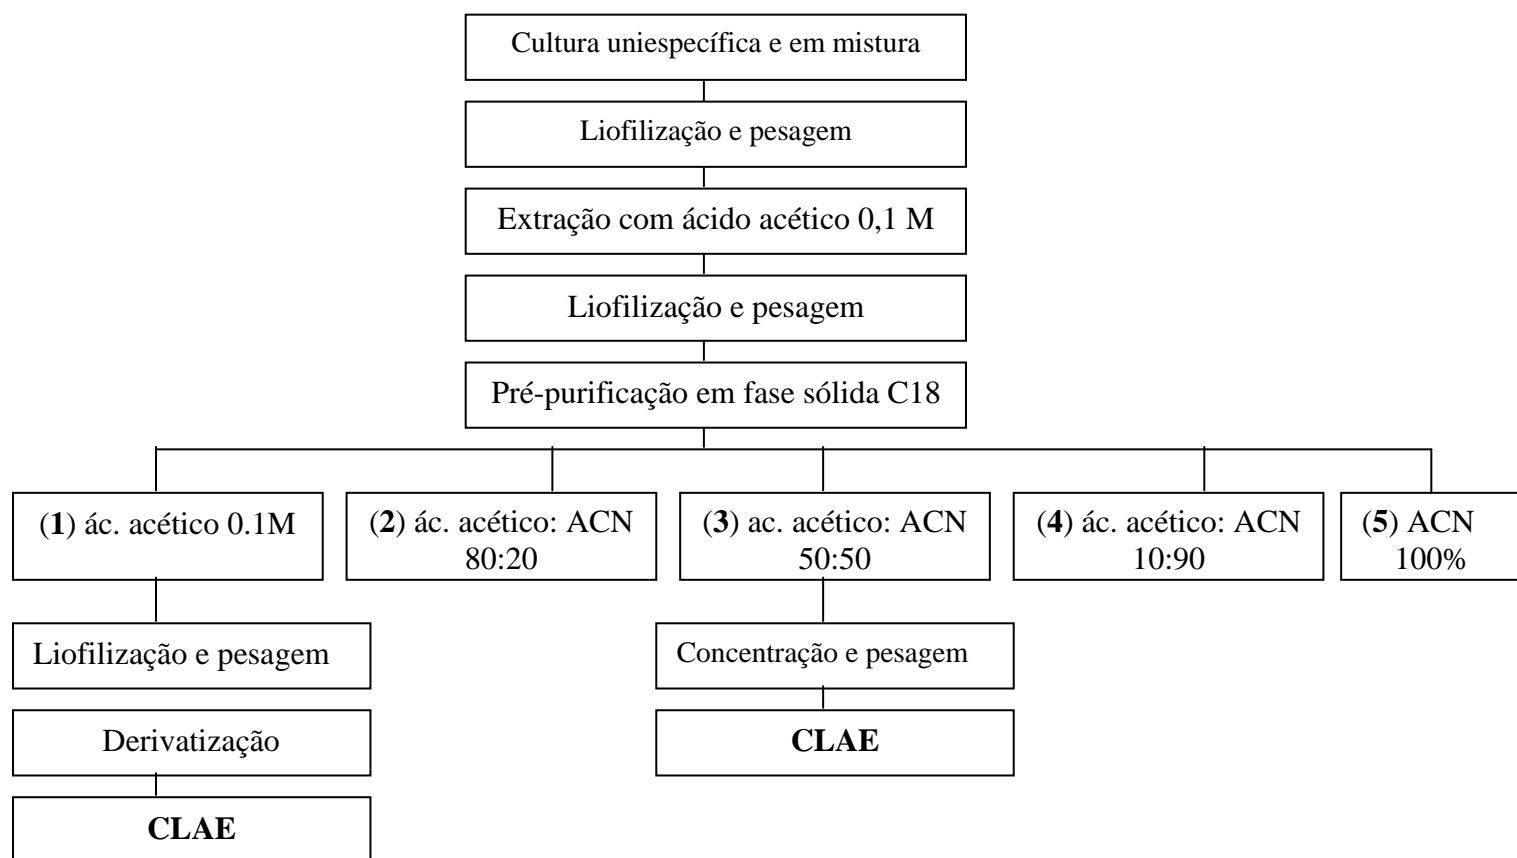 Cultura uniespecífica e em mistura
Liofilização e pesagem
Extração com ácido acético 0,1 M
Liofilização e pesagem
Pré-purificação em fase sólida C18
(1) ác. acético 0.1M
(2) ác. acético: ACN
80:20
(3) ac. acético: ACN
50:50
(4) ác. acético: ACN
10:90
(5) ACN
100%
Liofilização e pesagem
Concentração e pesagem
Derivatização
CLAE
CLAE